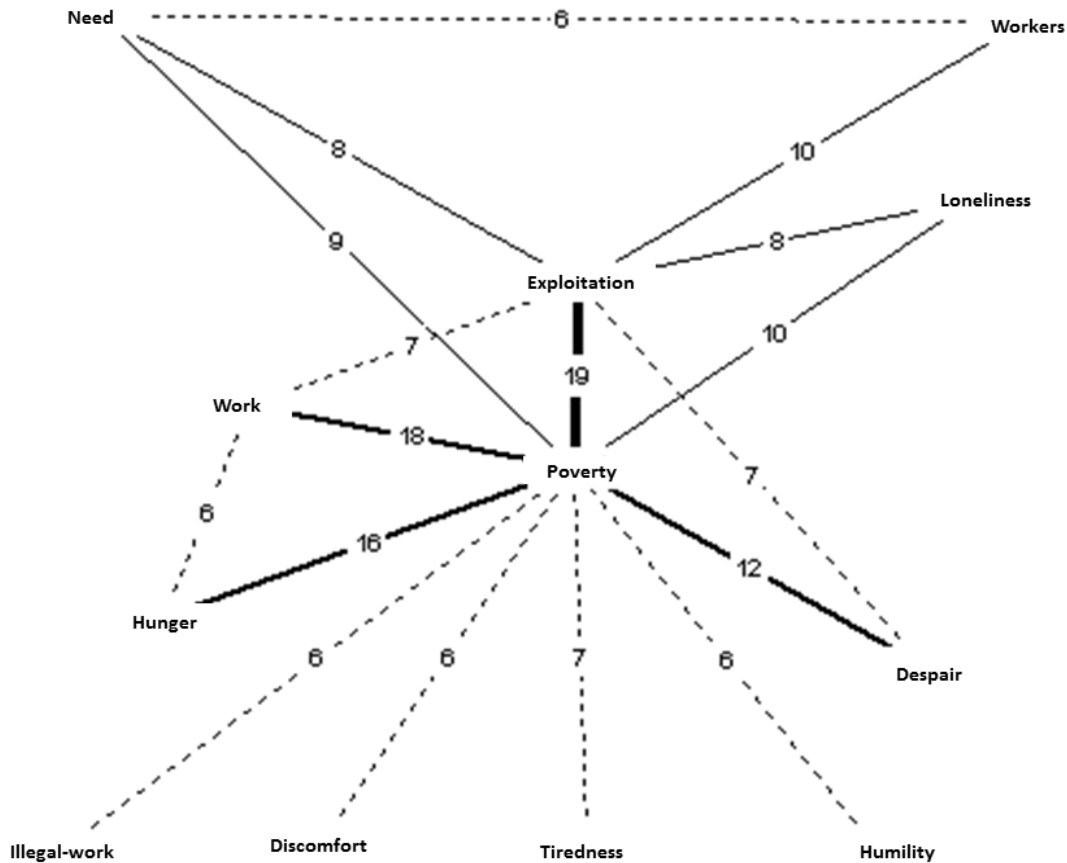 Need
6
Workers
8
10
Loneliness
9
8
Exploitation
10
7
19
Work
18
Poverty
7
6
16
12
Hunger
6
6
7
6
Despair
Illegal-work
Discomfort
Tiredness
Humility